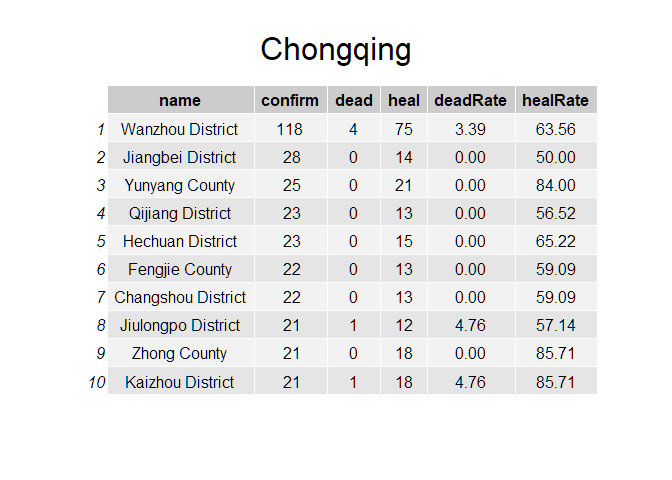 Chongqing
name confirm dead heal deadRate healRate
1 Wanzhou District 118 4 75 3.39 63.56
2 Jiangbei District 28 0 14 0.00 50.00
3 Yunyang County 25 0 21 0.00 84.00
4 Qijiang District 23 0 13 0.00 56.52
5 Hechuan District 23 0 15 0.00 65.22
6 Fengjie County 22 0 13 0.00 59.09
7 Changshou District 22 0 13 0.00 59.09
8 Jiulongpo District 21 1 12 4.76 57.14
9 Zhong County 21 0 18 0.00 85.71
10 Kaizhou District 21 1 18 4.76 85.71